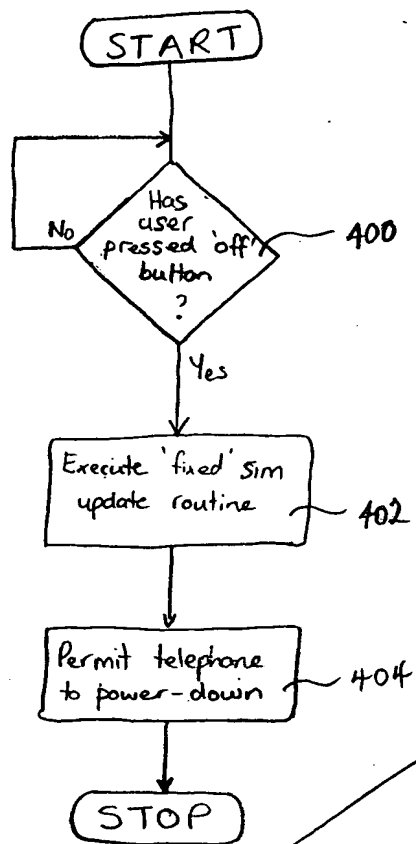 START
Has
user
pressed 'off'
button
?
400
No
Yes
Execute 'fixed' sim
update routine
402
Permit telephone
to power-down
404
STOP